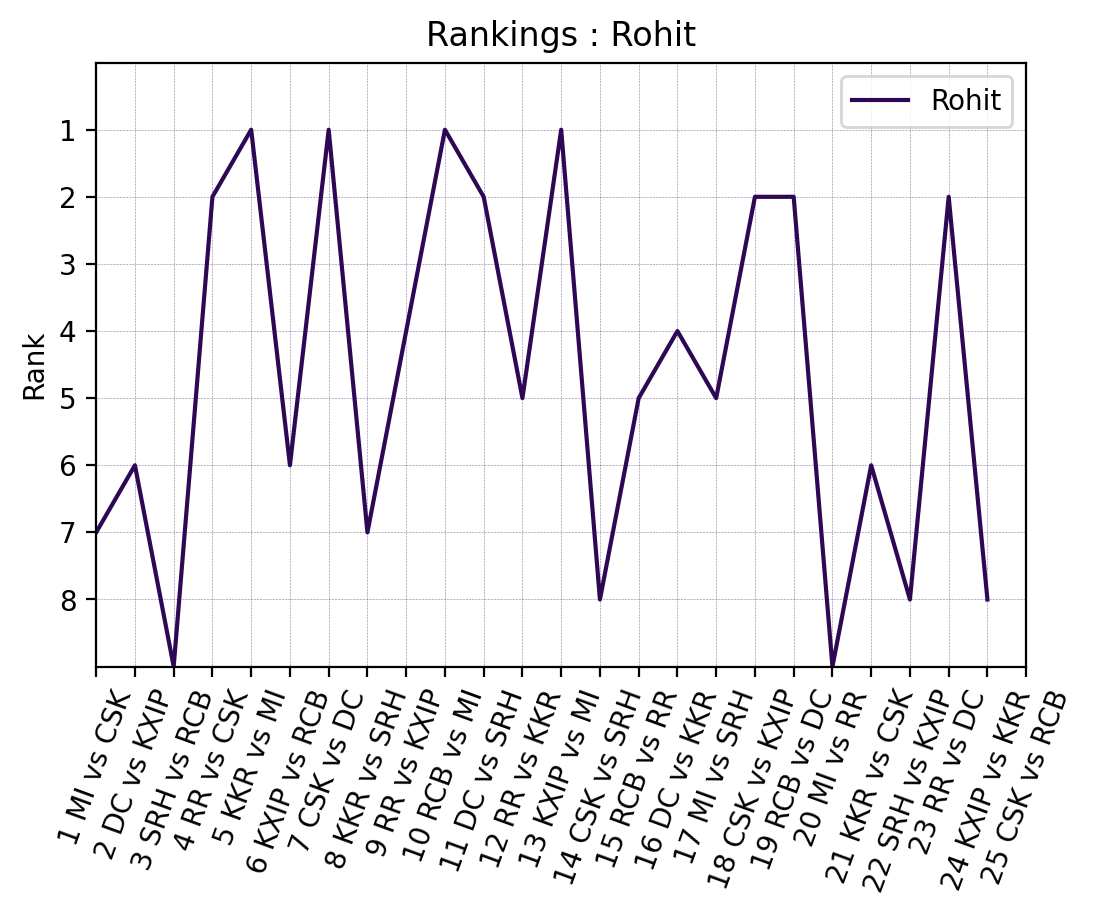 Rankings : Rohit
Rohit
Rank
1
2
3
4
5
6
7
8
1 MI vs CSK
2 DC vs KXIP
3 SRH vs RCB
4 RR vs CSK
5 KKR vs MI
6 KXIP vs RCB
7 CSK vs DC
8 KKR vs SRH
9 RR vs KXIP
10 RCB vs MI
11 DC vs SRH
12 RR vs KKR
13 KXIP vs MI
14 CSK vs SRH
15 RCB vs RR
16 DC vs KKR
17 MI vs SRH
18 CSK vs KXIP
19 RCB vs DC
20 MI vs RR
21 KKR vs CSK
22 SRH vs KXIP
23 RR vs DC
24 KXIP vs KKR
25 CSK vs RCB